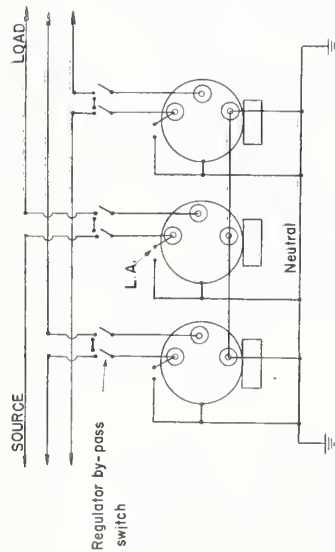 SOURCE
LOAD
Regulator by-pass
switch
L.A.
Neutral